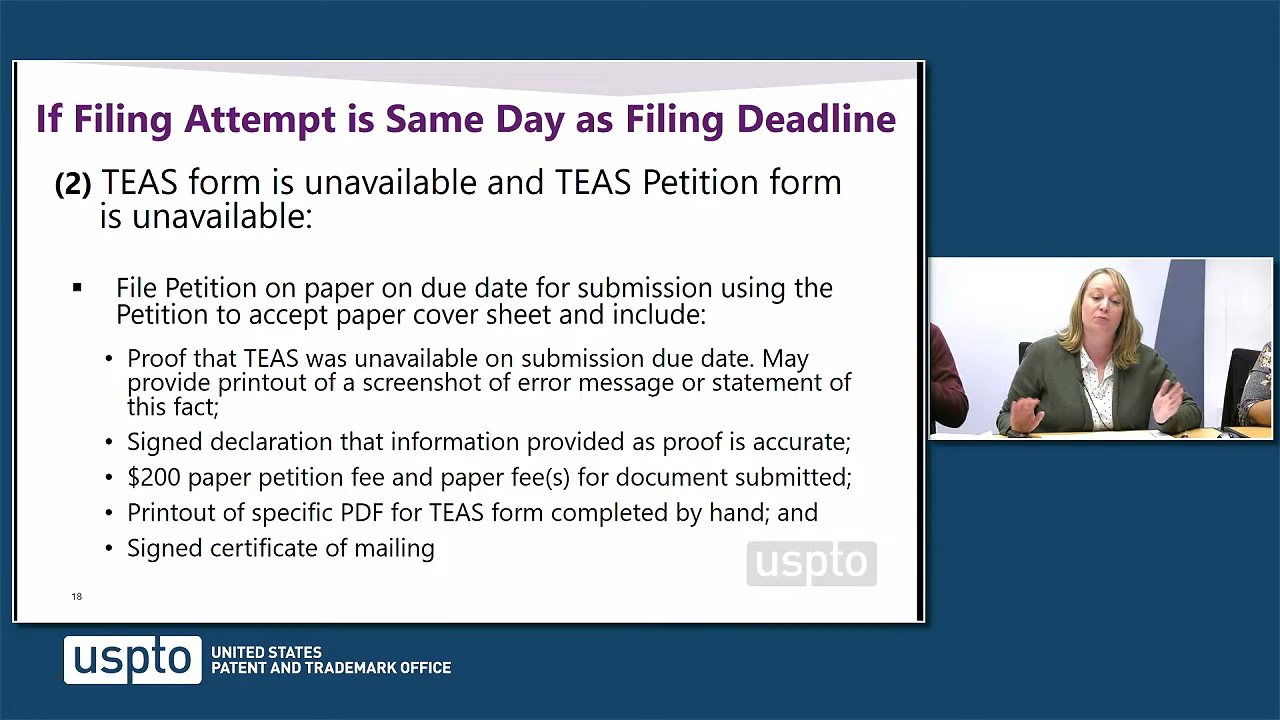 If Filing Attempt is Same Day as Filing Deadline
(2) TEAS form is unavailable and TEAS Petition form
is unavailable:
▪ File Petition on paper on due date for submission using the
Petition to accept paper cover sheet and include:
• Proof that TEAS was unavailable on submission due date. May
provide printout of a screenshot of error message or statement of
this fact;
• Signed declaration that information provided as proof is accurate;
• $200 paper petition fee and paper fee(s) for document submitted;
• Printout of specific PDF for TEAS form completed by hand; and
• Signed certificate of mailing
uspto
18
uspto
UNITED STATES
PATENT AND TRADEMARK OFFICE